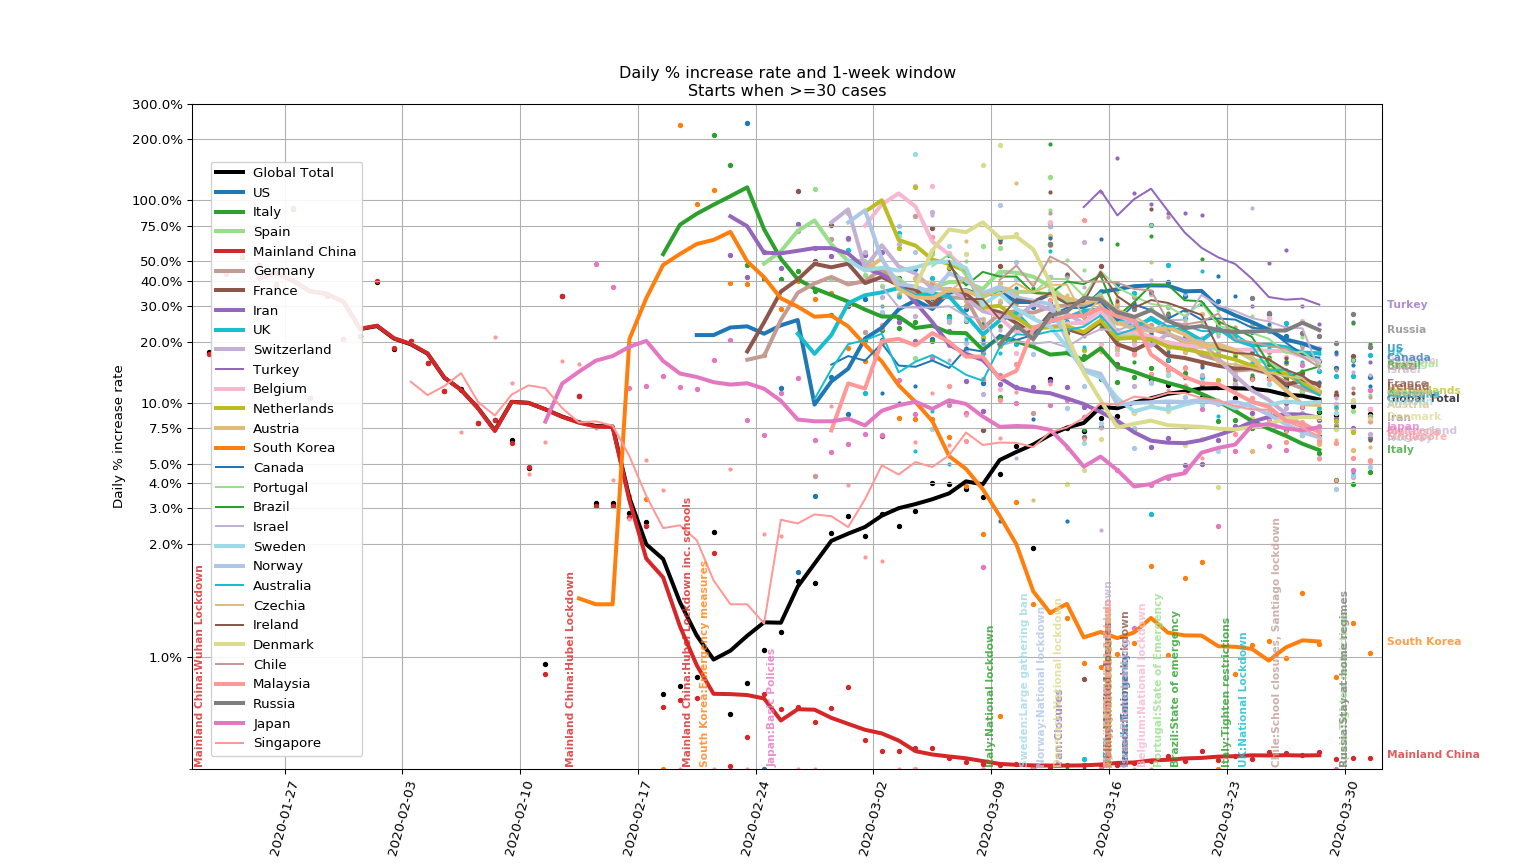 Daily % increase rate and 1-week window
Starts when >=30 cases
Daily % increase rate
300.0%
200.0%
100.0%
75.0%
50.0%
40.0%
30.0%
20.0%
10.0%
7.5%
5.0%
4.0%
3.0%
2.0%
1.0%
Global Total
US
Italy
Spain
Mainland China
Germany
France
Iran
UK
Switzerland
Turkey
Belgium
Netherlands
Austria
South Korea
Canada
Portugal
Brazil
Israel
Sweden
Norway
Australia
Czechia
Ireland
Denmark
Chile
Malaysia
Russia
Japan
Singapore
Mainland China:Wuhan Lockdown
Mainland China:Hubei Lockdown
Mainland China:Hubei Lockdown inc. schools
South Korea:Emergency measures
Japan:Basic Policies
Italy:National lockdown
Sweden:Large gathering ban
Norway:National lockdown
Belgium:National lockdown
Portugal:State of Emergency
Brazil:State of emergency
Italy:Tighten restrictions
UK:National Lockdown
Chile:School closures, Santiago lockdown
Russia:Stay-at-home regimes
Turkey
Russia
US
Canada
Brazil
France
Ireland
Global Total
Austria
Denmark
Iran
Japan
Singapore
Italy
South Korea
Mainland China
2020-01-27
2020-02-03
2020-02-10
2020-02-17
2020-02-24
2020-03-02
2020-03-09
2020-03-16
2020-03-23
2020-03-30